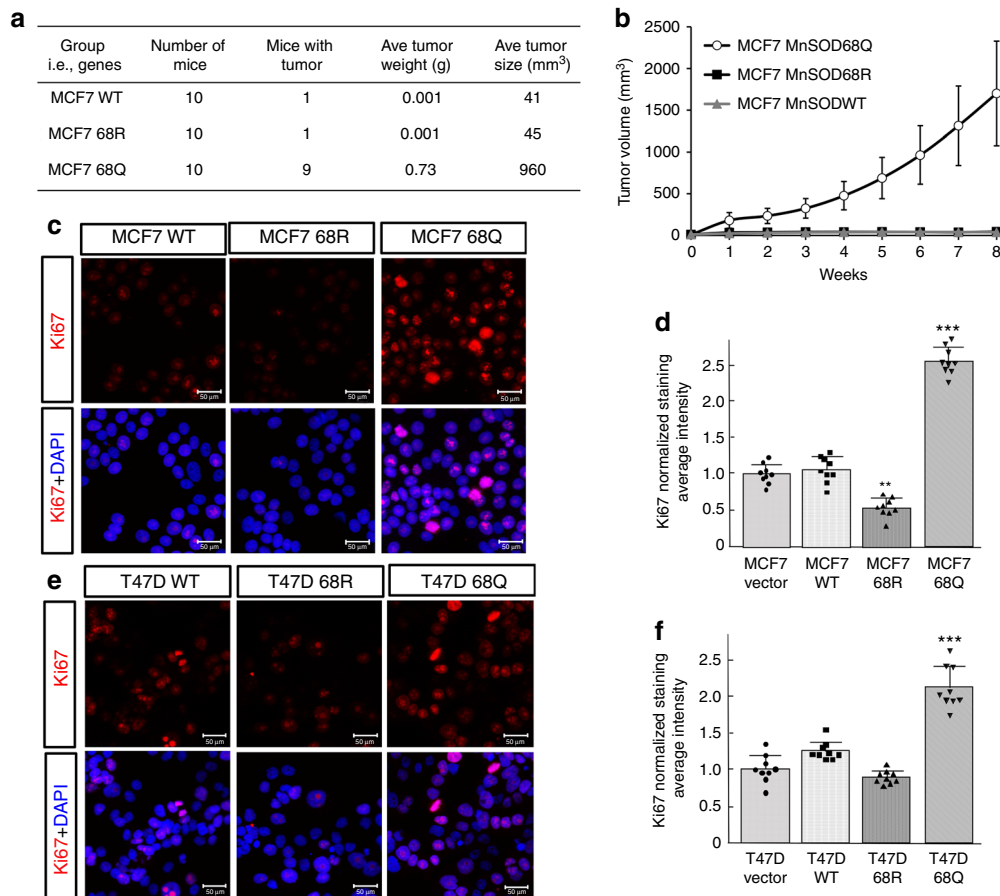 a
Group i.e., genes	Number of mice	Mice with tumor	Ave tumor weight (g)	Ave tumor size (mm³)
MCF7 WT	10	1	0.001	41
MCF7 68R	10	1	0.001	45
MCF7 68Q	10	9	0.73	960
b
Tumor volume (mm³)
2500
2000
1500
1000
500
0
MCF7 MnSOD68Q
MCF7 MnSOD68R
MCF7 MnSODWT
0 1 2 3 4 5 6 7 8
Weeks
c
MCF7 WT	MCF7 68R	MCF7 68Q
Ki67
50 µm	50 µm	50 µm
Ki67+DAPI
50 µm	50 µm	50 µm
d
Ki67 normalized staining
average intensity
2.5
2.0
1.5
1.0
0.5
0
**
***
MCF7 vector	MCF7 WT	MCF7 68R	MCF7 68Q
e
T47D WT	T47D 68R	T47D 68Q
Ki67
50 µm	50 µm	50 µm
Ki67+DAPI
50 µm	50 µm	50 µm
f
Ki67 normalized staining
average intensity
2.5
2.0
1.5
1.0
0.5
0
***
T47D vector	T47D WT	T47D 68R	T47D 68Q